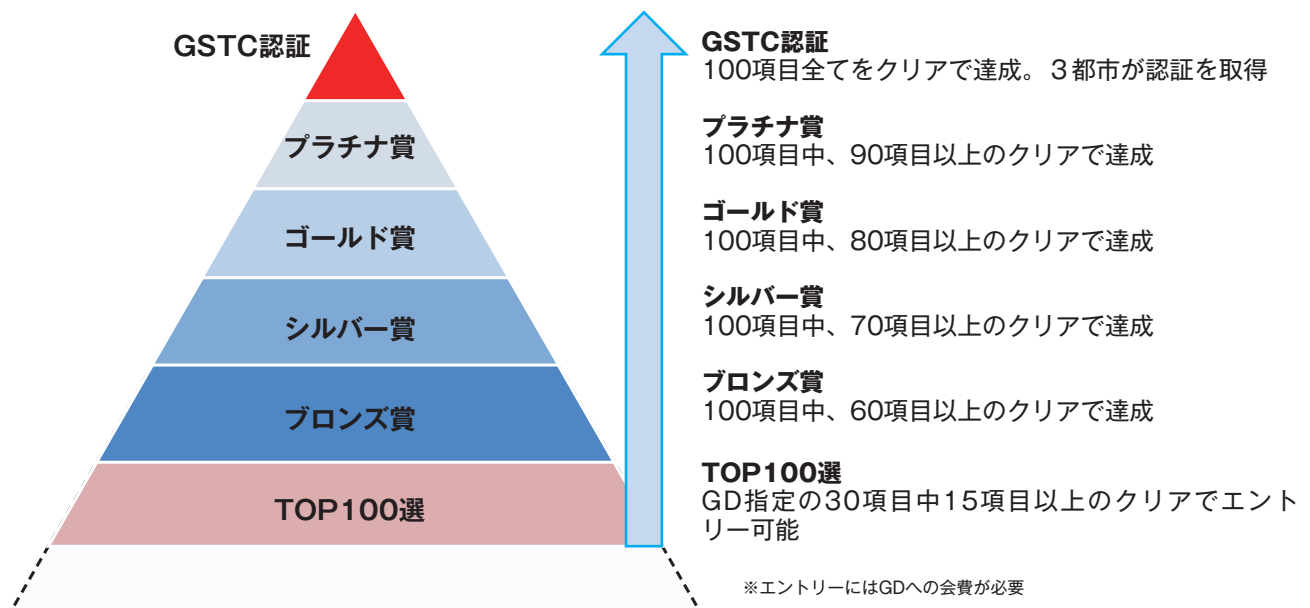 GSTC認証
プラチナ賞
ゴールド賞
シルバー賞
ブロンズ賞
TOP100選
GSTC認証
100項目全てをクリアで達成。３都市が認証を取得
プラチナ賞
100項目中、90項目以上のクリアで達成
ゴールド賞
100項目中、80項目以上のクリアで達成
シルバー賞
100項目中、70項目以上のクリアで達成
ブロンズ賞
100項目中、60項目以上のクリアで達成
TOP100選
GD指定の30項目中15項目以上のクリアでエント
リー可能
※エントリーにはGDへの会費が必要